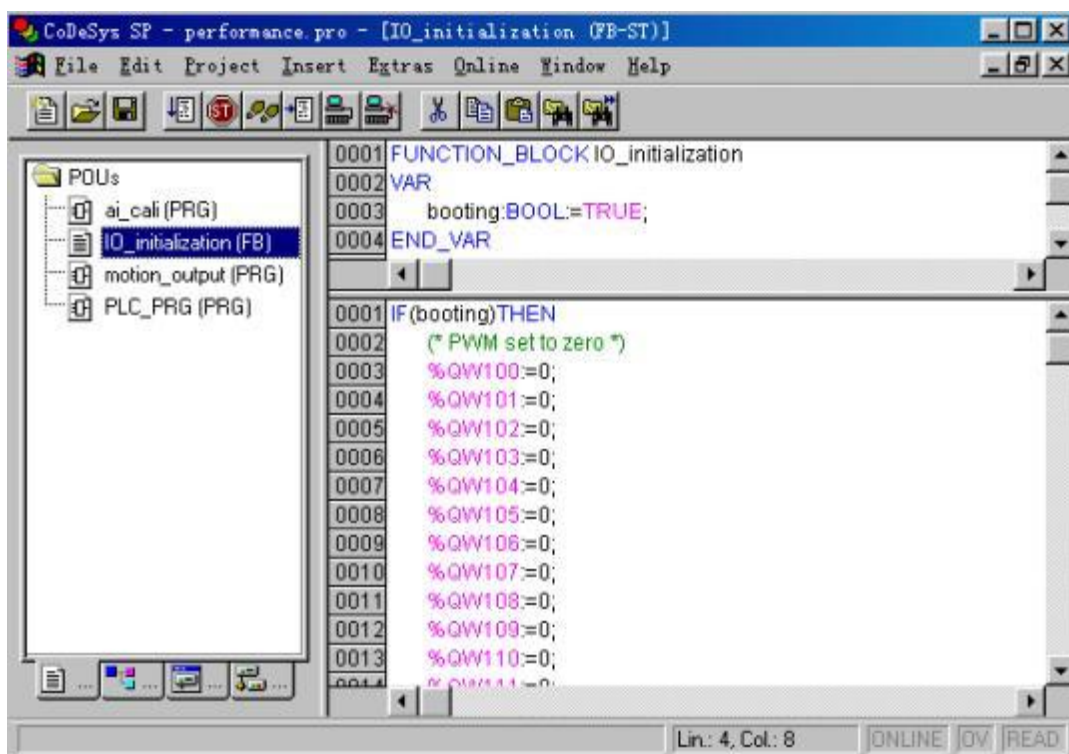 CoDeSys SP - performance.pro - [IO_initialization (FB-ST)]
File Edit Project Insert Extras Online Window Help
POUs
ai_cali (PRG)
IO_initialization (FB)
motion_output (PRG)
PLC_PRG (PRG)
0001 FUNCTION_BLOCK IO_initialization
0002 VAR
0003 booting:BOOL:=TRUE;
0004 END_VAR
0001 IF(booting)THEN
0002 (* PWM set to zero *)
0003 %QW100:=0;
0004 %QW101:=0;
0005 %QW102:=0;
0006 %QW103:=0;
0007 %QW104:=0;
0008 %QW105:=0;
0009 %QW106:=0;
0010 %QW107:=0;
0011 %QW108:=0;
0012 %QW109:=0;
0013 %QW110:=0;
0014 %QW111:=0;
... ... ... ...
Lin.: 4, Col.: 8 ONLINE OV READ